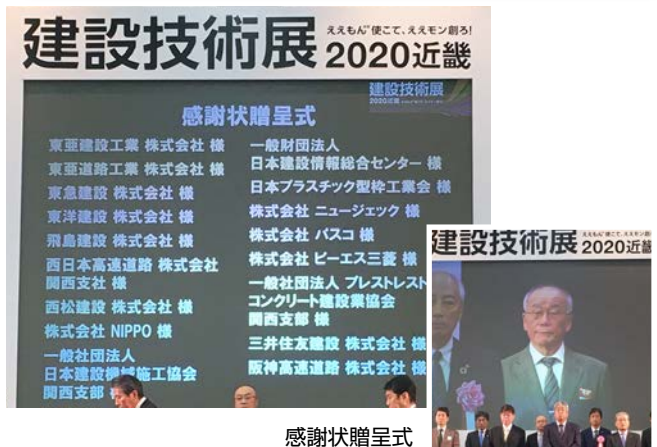 建設技術展
ええもん"使こて、ええモン創ろ!
2020近畿
建設技術展
2020近畿
感謝状贈呈式
東亜建設工業 株式会社 様
東亜道路工業 株式会社 様
東急建設 株式会社 様
東洋建設 株式会社 様
飛島建設 株式会社 様
西日本高速道路 株式会社
関西支社 様
西松建設 株式会社 様
株式会社 NIPPO 様
一般社団法人
日本建設機械施工協会
関西支部
一般財団法人
日本建設情報総合センター 様
日本プラスチック型枠工業会 様
株式会社 ニュージェック 様
株式会社 パスコ 様
株式会社 ピーエス三菱 様
一般社団法人 プレストレスト
コンクリート建設業協会
関西支部 様
三井住友建設 株式会社 様
阪神高速道路 株式会社 様
建設技術展
2020近畿
感謝状贈呈式